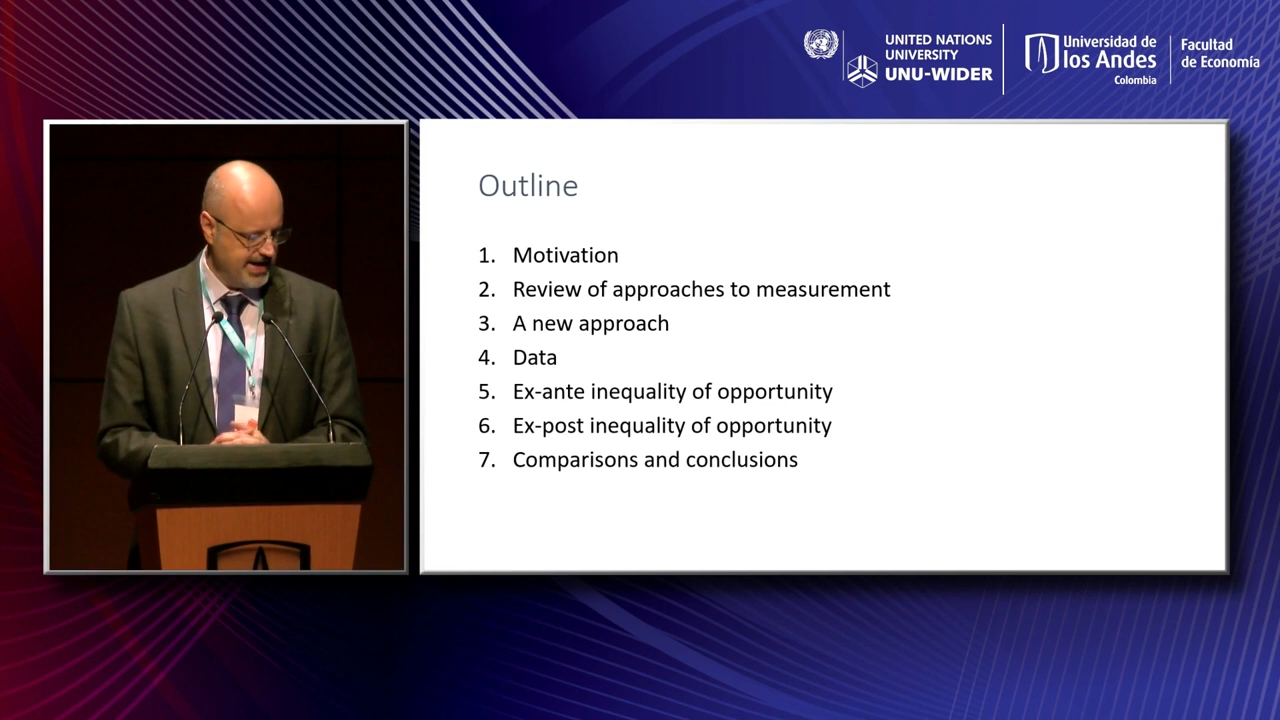 UNITED NATIONS
UNIVERSITY
UNU-WIDER
Universidad de
los Andes
Colombia
Facultad
de Economía
Outline
1. Motivation
2. Review of approaches to measurement
3. A new approach
4. Data
5. Ex-ante inequality of opportunity
6. Ex-post inequality of opportunity
7. Comparisons and conclusions